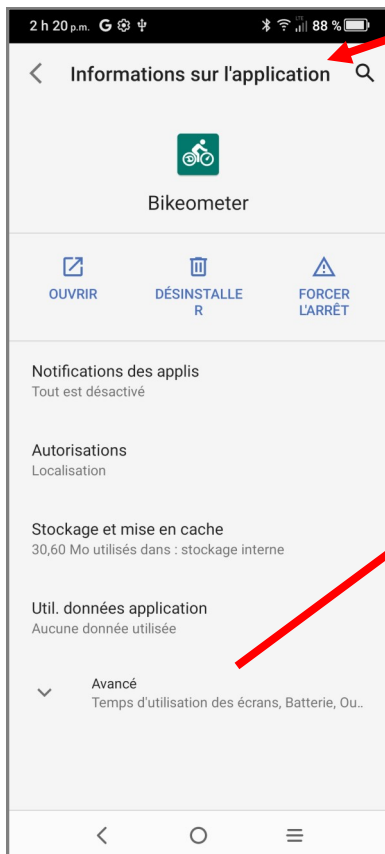 2 h 20 p.m. G LTE 88 %
Informations sur l'application
Bikeometer
OUVRIR
DÉSINSTALLE
R
FORCER
L'ARRÊT
Notifications des applis
Tout est désactivé
Autorisations
Localisation
Stockage et mise en cache
30,60 Mo utilisés dans : stockage interne
Util. données application
Aucune donnée utilisée
Avancé
Temps d'utilisation des écrans, Batterie, Ou..